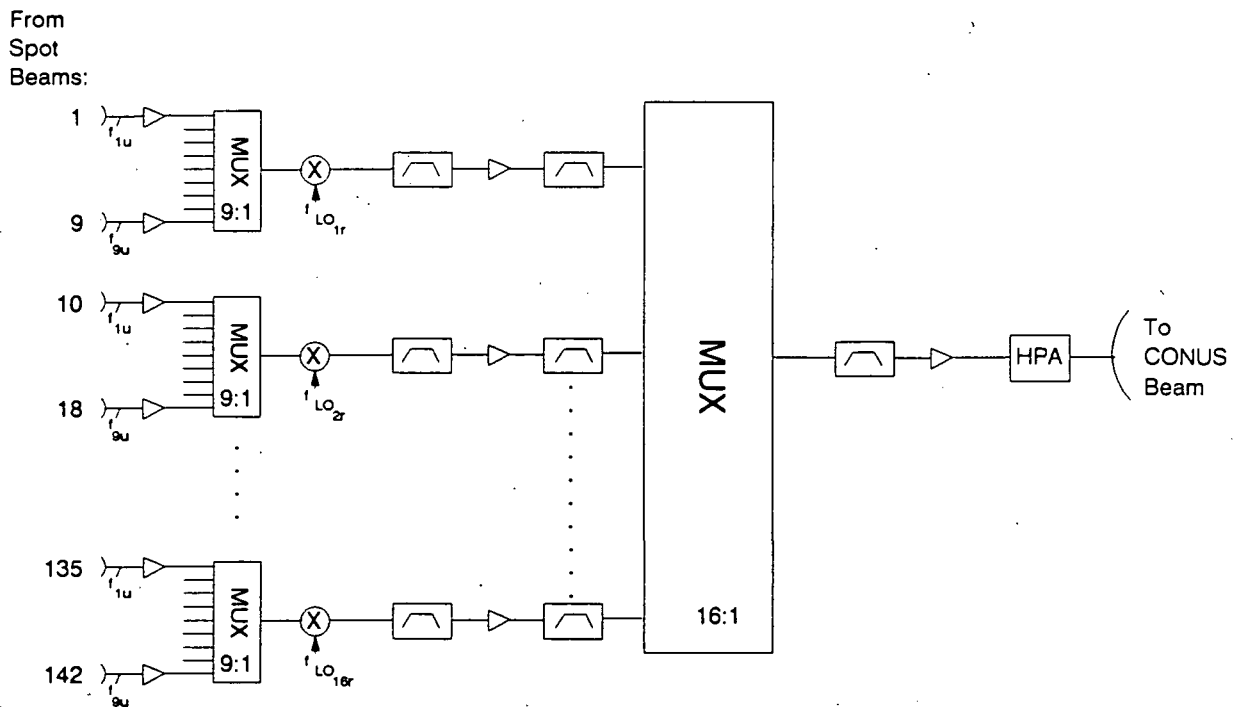 From
Spot
Beams:
1
f1u
MUX
9:1
9
f9u
fLO1r
10
f1u
MUX
9:1
18
f9u
fLO2r
135
f1u
MUX
9:1
142
f9u
fLO16r
MUX
16:1
HPA
To
CONUS
Beam